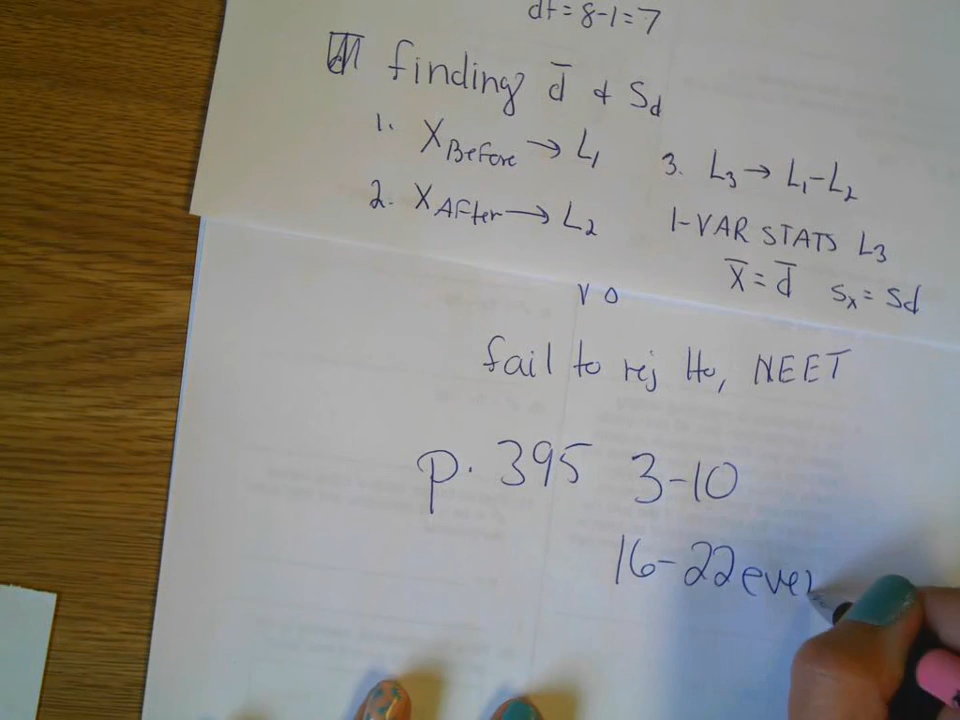 df = 8-1 = 7
finding d̄ + Sd
1. XBefore → L1
2. XAfter → L2
3. L3 → L1-L2
1-VAR STATS L3
X̄ = d̄ Sx = Sd
fail to rej Ho, NEET
p. 395 3-10
16-22 even